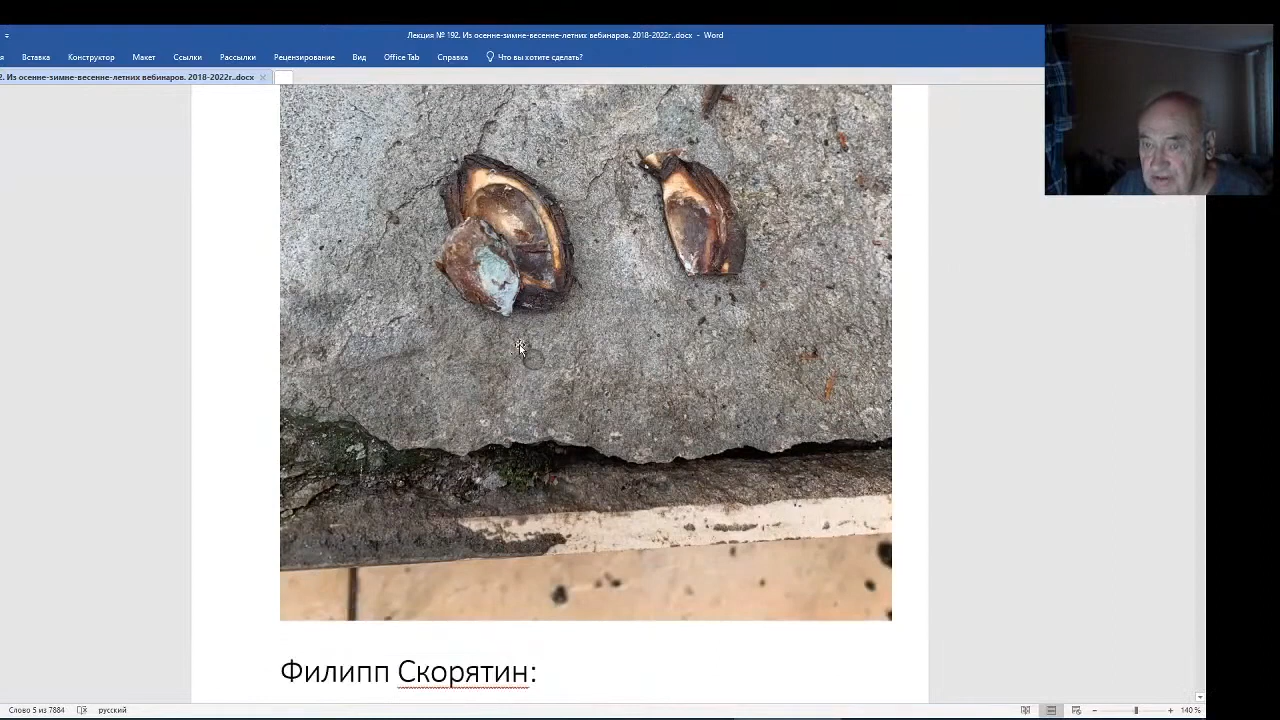 Лекция № 192. Из осенне-зимне-весенне-летних вебинаров. 2018-2022г..docx - Word
Вставка Конструктор Макет Ссылки Рассылки Рецензирование Вид Office Tab Справка Что вы хотите сделать?
2. Из осенне-зимне-весенне-летних вебинаров. 2018-2022г..docx
Филипп Скорятин:
Слово 5 из 7884 русский 140 %